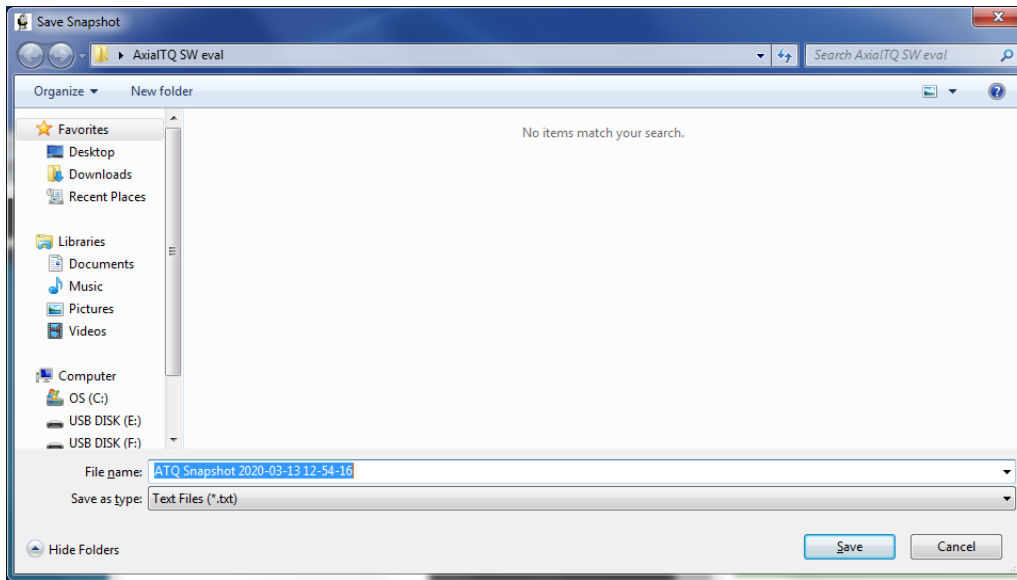 Save Snapshot
AxialTQ SW eval
Search AxialTQ SW eval
Organize
New folder
No items match your search.
Favorites
Desktop
Downloads
Recent Places
Libraries
Documents
Music
Pictures
Videos
Computer
OS (C:)
USB DISK (E:)
USB DISK (F:)
File name: ATQ Snapshot 2020-03-13 12-54-16
Save as type: Text Files (*.txt)
Hide Folders
Save
Cancel